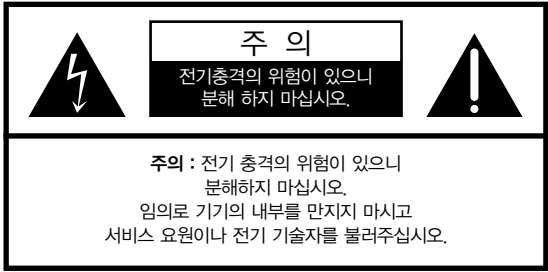 주 의
전기충격의 위험이 있으니
분해 하지 마십시오.
주의 : 전기 충격의 위험이 있으니
분해하지 마십시오.
임의로 기기의 내부를 만지지 마시고
서비스 요원이나 전기 기술자를 불러주십시오.